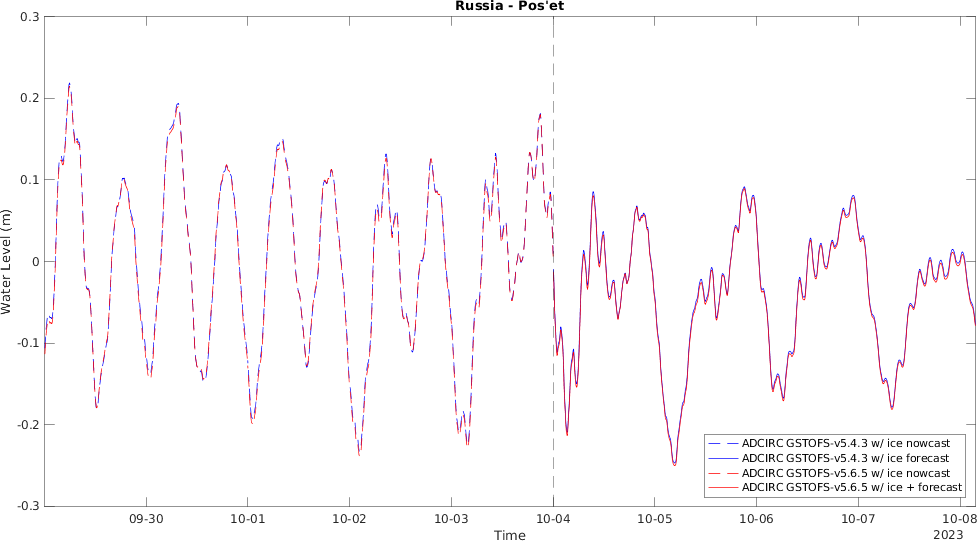 Russia - Pos'et
0.3
0.2
0.1
0
-0.1
-0.2
-0.3
Water Level (m)
ADCIRC GSTOFS-v5.4.3 w/ ice nowcast
ADCIRC GSTOFS-v5.4.3 w/ ice forecast
ADCIRC GSTOFS-v5.6.5 w/ ice nowcast
ADCIRC GSTOFS-v5.6.5 w/ ice + forecast
09-30 10-01 10-02 10-03 10-04 10-05 10-06 10-07 10-08
Time 2023